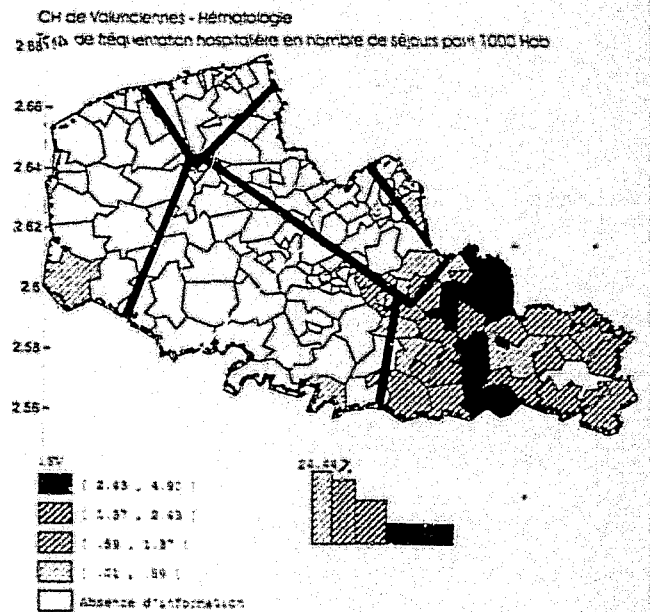 CH de Valenciennes - Hématologie
de fréquentation hospitalière en nombre de séjours pour 1000 Hab
2.68
2.66
2.64
2.62
2.6
2.58
2.56
[ 2.43 , 4.90 [
[ 1.37 , 2.43 [
[ .59 , 1.37 [
[ .01 , .59 [
Absence d'information